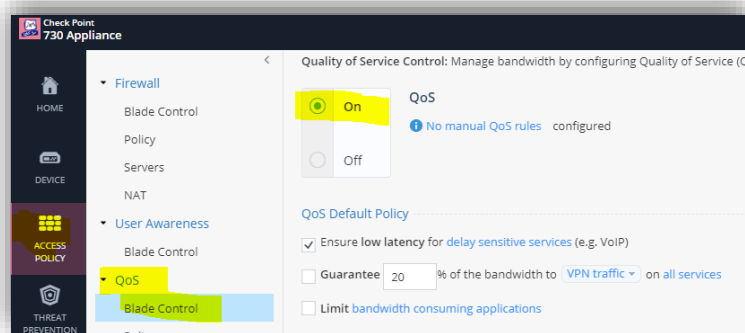 Check Point
730 Appliance
HOME
DEVICE
ACCESS
POLICY
THREAT
PREVENTION
Firewall
Blade Control
Policy
Servers
NAT
User Awareness
Blade Control
QoS
Blade Control
Quality of Service Control: Manage bandwidth by configuring Quality of Service (
On
Off
QoS
No manual QoS rules configured
QoS Default Policy
Ensure low latency for delay sensitive services (e.g. VoIP)
Guarantee 20 % of the bandwidth to VPN traffic on all services
Limit bandwidth consuming applications